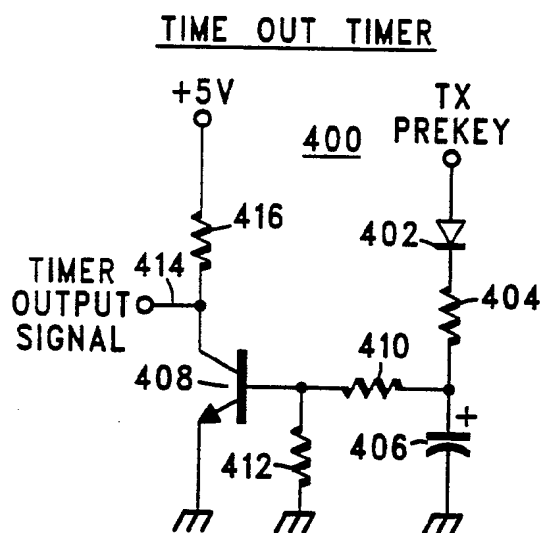 TIME OUT TIMER
+5V
400
TX
PREKEY
416
402
TIMER
OUTPUT
SIGNAL
414
404
410
408
+
406
412